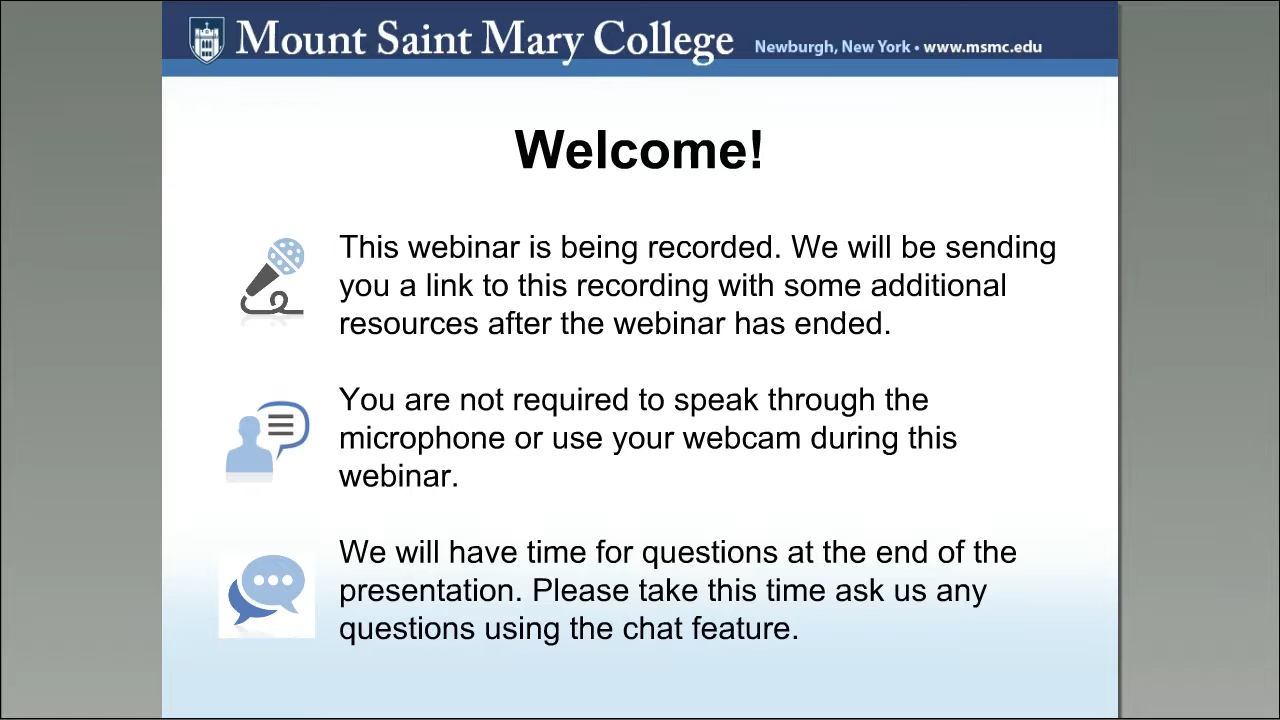 Mount Saint Mary College Newburgh, New York • www.msmc.edu
Welcome!
This webinar is being recorded. We will be sending
you a link to this recording with some additional
resources after the webinar has ended.
You are not required to speak through the
microphone or use your webcam during this
webinar.
We will have time for questions at the end of the
presentation. Please take this time ask us any
questions using the chat feature.